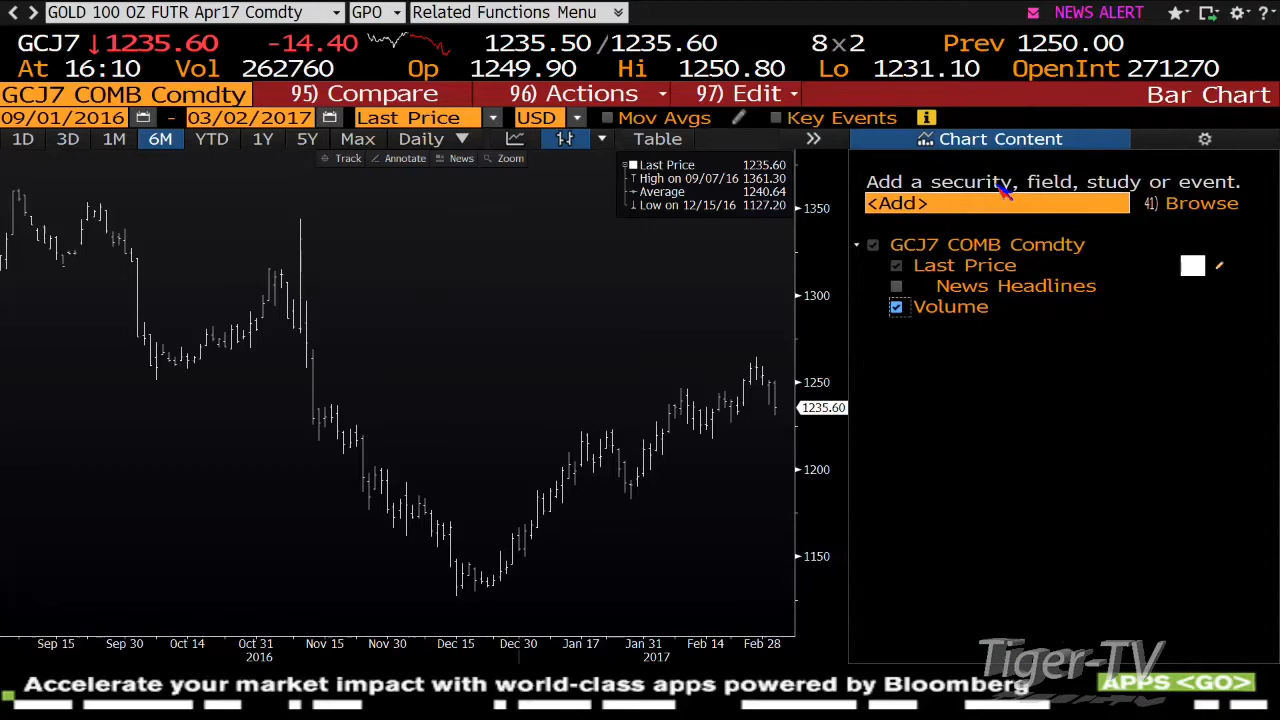 GOLD 100 OZ FUTR Apr17 Comdty GPO Related Functions Menu NEWS ALERT ?
GCJ7 ↓1235.60 -14.40 1235.50/1235.60 8x2 Prev 1250.00
At 16:10 Vol 262760 Op 1249.90 Hi 1250.80 Lo 1231.10 OpenInt 271270
GCJ7 COMB Comdty 95) Compare 96) Actions 97) Edit Bar Chart
09/01/2016 - 03/02/2017 Last Price USD Mov Avgs Key Events i
1D 3D 1M 6M YTD 1Y 5Y Max Daily ▼ Table » Chart Content
Track Annotate News Zoom
Last Price 1235.60
High on 09/07/16 1361.30
Average 1240.64
Low on 12/15/16 1127.20
Add a security, field, study or event.
<Add> 41) Browse
GCJ7 COMB Comdty
Last Price
News Headlines
Volume
1350
1300
1250
1235.60
1200
1150
Sep 15 Sep 30 Oct 14 Oct 31 Nov 15 Nov 30 Dec 15 Dec 30 Jan 17 Jan 31 Feb 14 Feb 28
2016 2017
Tiger-TV
Accelerate your market impact with world-class apps powered by Bloomberg APPS <GO>